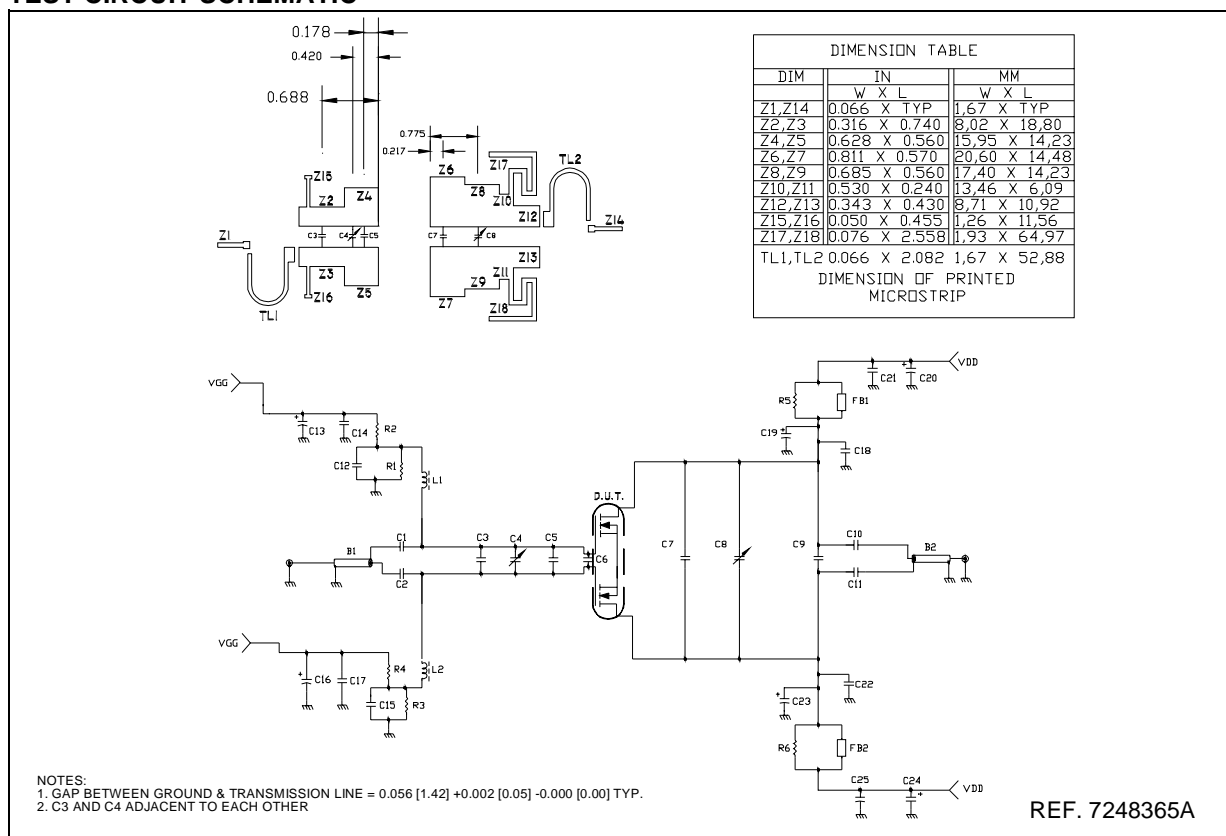 TEST CIRCUIT SCHEMATIC
0.178
0.420
0.688
0.775
0.217
Z15
Z2
Z4
Z1
C3
C4
C5
Z3
Z5
Z16
TL1
Z6
Z8
Z17
Z10
Z12
TL2
Z14
C7
C8
Z13
Z11
Z9
Z7
Z18
DIMENSION TABLE
DIM IN MM
W X L W X L
Z1,Z14 0.066 X TYP 1,67 X TYP
Z2,Z3 0.316 X 0.740 8,02 X 18,80
Z4,Z5 0.628 X 0.560 15,95 X 14,23
Z6,Z7 0.811 X 0.570 20,60 X 14,48
Z8,Z9 0.685 X 0.560 17,40 X 14,23
Z10,Z11 0.530 X 0.240 13,46 X 6,09
Z12,Z13 0.343 X 0.430 8,71 X 10,92
Z15,Z16 0.050 X 0.455 1,26 X 11,56
Z17,Z18 0.076 X 2.558 1,93 X 64,97
TL1,TL2 0.066 X 2.082 1,67 X 52,88
DIMENSION OF PRINTED
MICROSTRIP
VGG
+
C13
C14
R2
C12
R1
L1
B1
C1
C2
C3
C4
C5
C6
D.U.T.
VGG
+
C16
C17
R4
C15
R3
L2
C7
C8
C9
C10
C11
B2
VDD
C21
+
C20
R5
FB1
C19
+
C18
C22
+
C23
R6
FB2
C25
C24
+
VDD
NOTES:
1. GAP BETWEEN GROUND & TRANSMISSION LINE = 0.056 [1.42] +0.002 [0.05] -0.000 [0.00] TYP.
2. C3 AND C4 ADJACENT TO EACH OTHER
REF. 7248365A